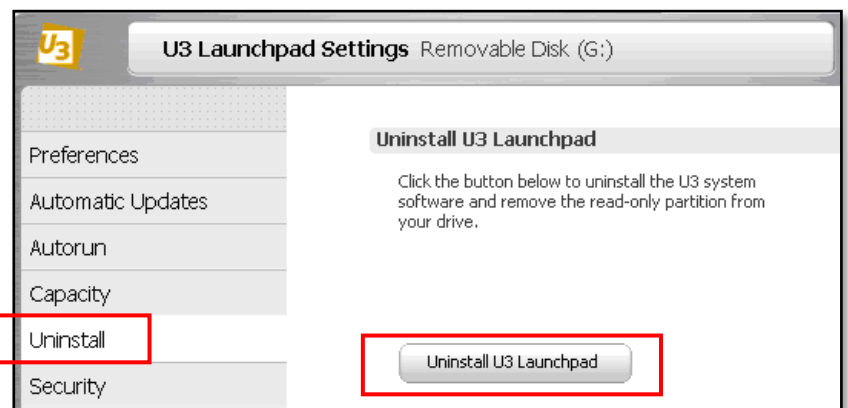 U3
U3 Launchpad Settings Removable Disk (G:)
Preferences
Automatic Updates
Autorun
Capacity
Uninstall
Security
Uninstall U3 Launchpad
Click the button below to uninstall the U3 system
software and remove the read-only partition from
your drive.
Uninstall U3 Launchpad